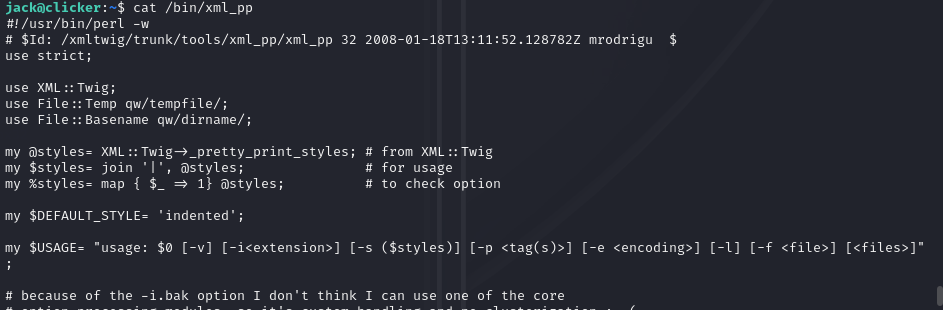 jack@clicker:~$ cat /bin/xml_pp
#!/usr/bin/perl -w
# $Id: /xmltwig/trunk/tools/xml_pp/xml_pp 32 2008-01-18T13:11:52.128782Z mrodrigu  $
use strict;
use XML::Twig;
use File::Temp qw/tempfile/;
use File::Basename qw/dirname/;
my @styles= XML::Twig->_pretty_print_styles; # from XML::Twig
my $styles= join '|', @styles;               # for usage
my %styles= map { $_ => 1} @styles;          # to check option
my $DEFAULT_STYLE= 'indented';
my $USAGE= "usage: $0 [-v] [-i<extension>] [-s ($styles)] [-p <tag(s)>] [-e <encoding>] [-l] [-f <file>] [<files>]"
;
# because of the -i.bak option I don't think I can use one of the core